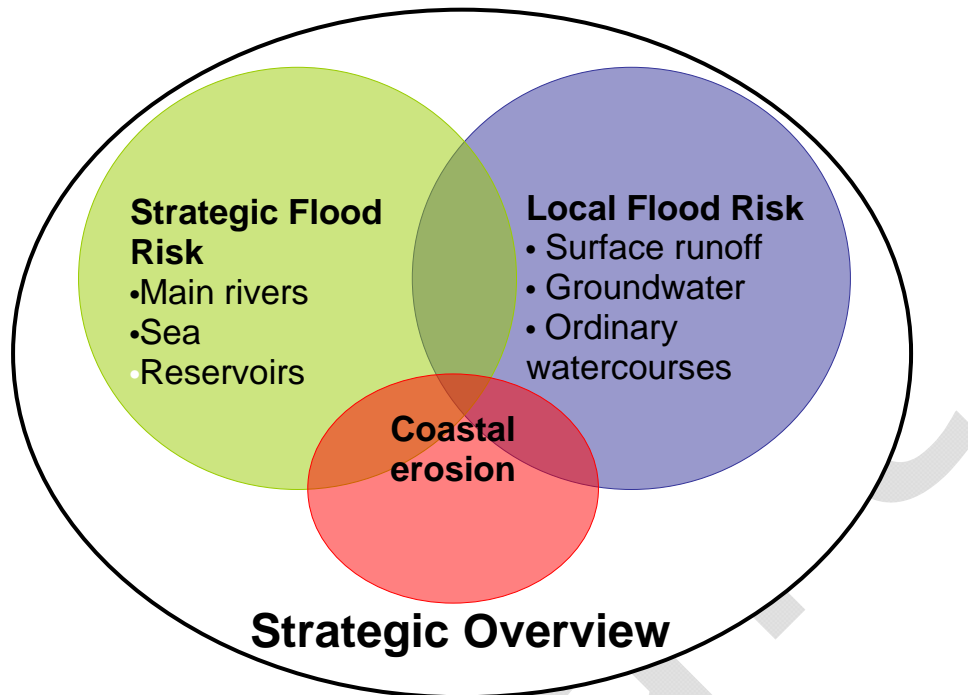 Strategic Flood
Risk
•Main rivers
•Sea
•Reservoirs
Local Flood Risk
• Surface runoff
• Groundwater
• Ordinary
watercourses
Coastal
erosion
Strategic Overview